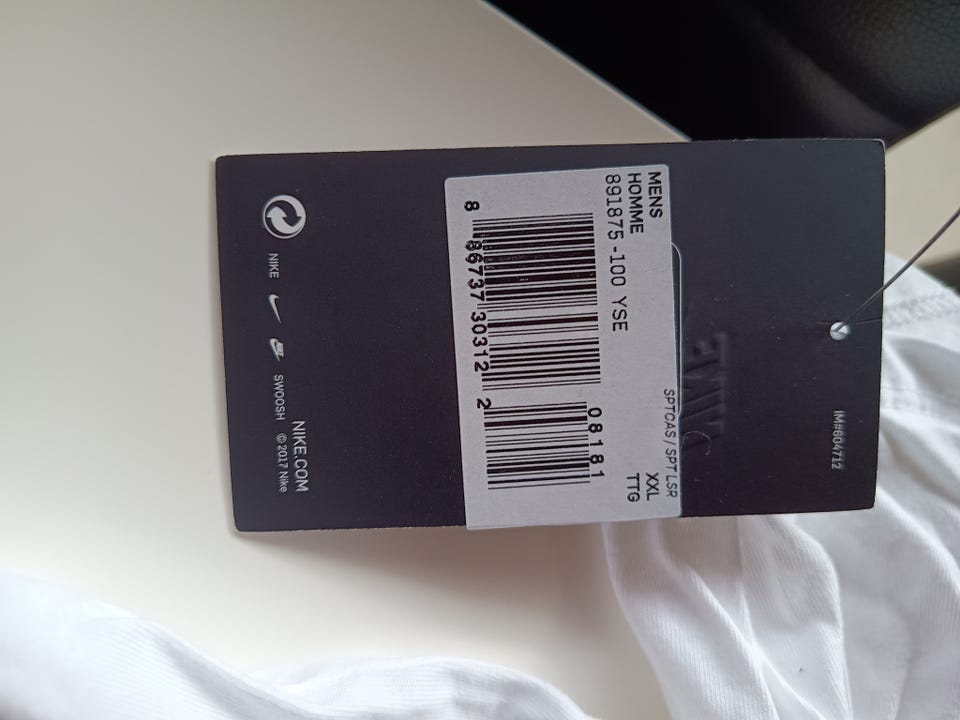 IM#604712
SPTCAS/SPT LSR
MENS XXL
HOMME TTG
891875-100 YSE
08181
8 86737 30312 2
NIKE.COM
NIKE SWOOSH © 2017 Nike